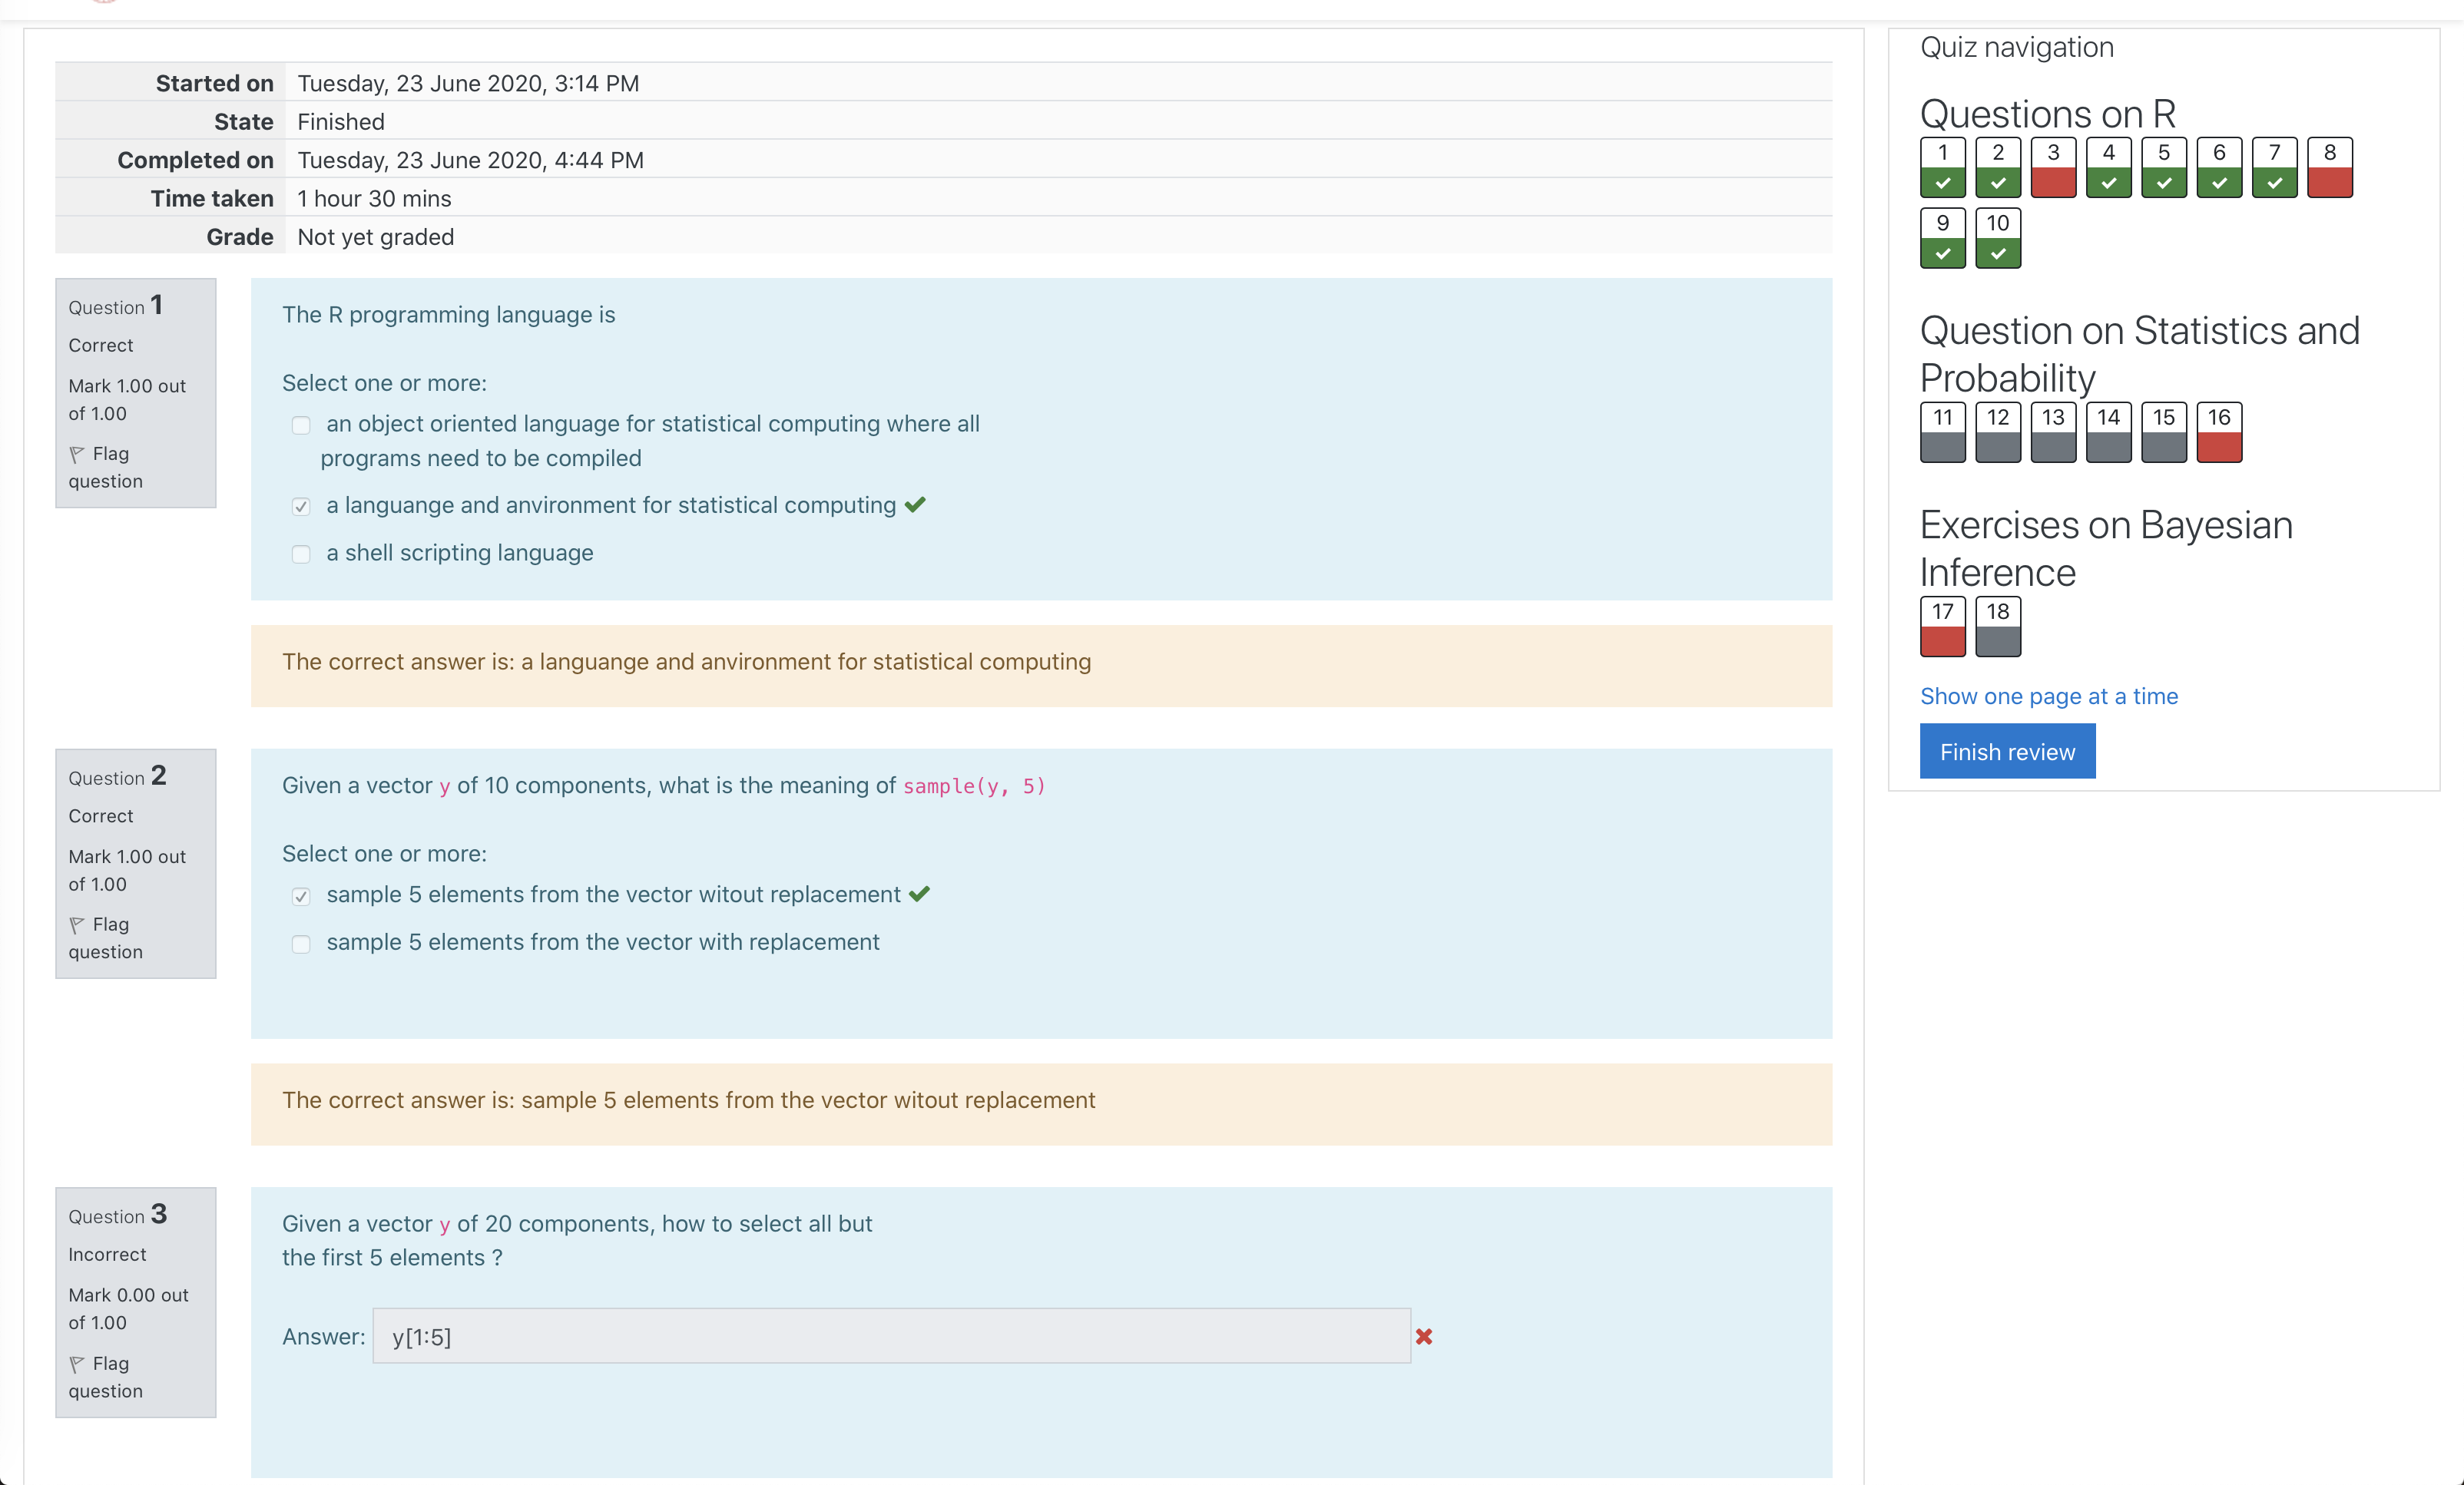 Started on Tuesday, 23 June 2020, 3:14 PM
State Finished
Completed on Tuesday, 23 June 2020, 4:44 PM
Time taken 1 hour 30 mins
Grade Not yet graded
Question 1
Correct
Mark 1.00 out
of 1.00
Flag
question
The R programming language is
Select one or more:
an object oriented language for statistical computing where all
programs need to be compiled
a languange and anvironment for statistical computing
a shell scripting language
The correct answer is: a languange and anvironment for statistical computing
Question 2
Correct
Mark 1.00 out
of 1.00
Flag
question
Given a vector y of 10 components, what is the meaning of sample(y, 5)
Select one or more:
sample 5 elements from the vector witout replacement
sample 5 elements from the vector with replacement
The correct answer is: sample 5 elements from the vector witout replacement
Question 3
Incorrect
Mark 0.00 out
of 1.00
Flag
question
Given a vector y of 20 components, how to select all but
the first 5 elements ?
Answer: y[1:5]
Quiz navigation
Questions on R
1 2 3 4 5 6 7 8
9 10
Question on Statistics and
Probability
11 12 13 14 15 16
Exercises on Bayesian
Inference
17 18
Show one page at a time
Finish review